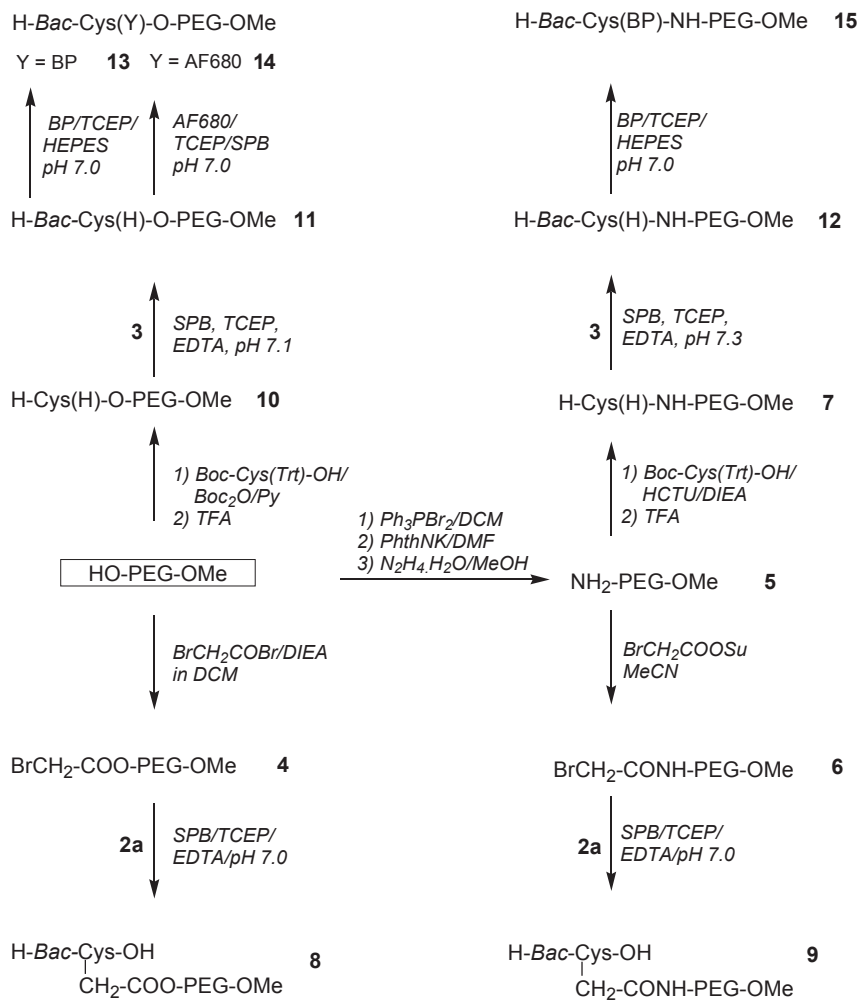 H-Bac-Cys(Y)-O-PEG-OMe
Y = BP 13 Y = AF680 14
BP/TCEP/
HEPES
pH 7.0
AF680/
TCEP/SPB
pH 7.0
H-Bac-Cys(H)-O-PEG-OMe 11
3
SPB, TCEP,
EDTA, pH 7.1
H-Cys(H)-O-PEG-OMe 10
1) Boc-Cys(Trt)-OH/
Boc₂O/Py
2) TFA
HO-PEG-OMe
1) Ph₃PBr₂/DCM
2) PhthNK/DMF
3) N₂H₄.H₂O/MeOH
BrCH₂COBr/DIEA
in DCM
BrCH₂-COO-PEG-OMe 4
2a
SPB/TCEP/
EDTA/pH 7.0
H-Bac-Cys-OH
CH₂-COO-PEG-OMe
8
H-Bac-Cys(BP)-NH-PEG-OMe 15
BP/TCEP/
HEPES
pH 7.0
H-Bac-Cys(H)-NH-PEG-OMe 12
3
SPB, TCEP,
EDTA, pH 7.3
H-Cys(H)-NH-PEG-OMe 7
1) Boc-Cys(Trt)-OH/
HCTU/DIEA
2) TFA
NH₂-PEG-OMe 5
BrCH₂COOSu
MeCN
BrCH₂-CONH-PEG-OMe 6
2a
SPB/TCEP/
EDTA/pH 7.0
H-Bac-Cys-OH
CH₂-CONH-PEG-OMe
9